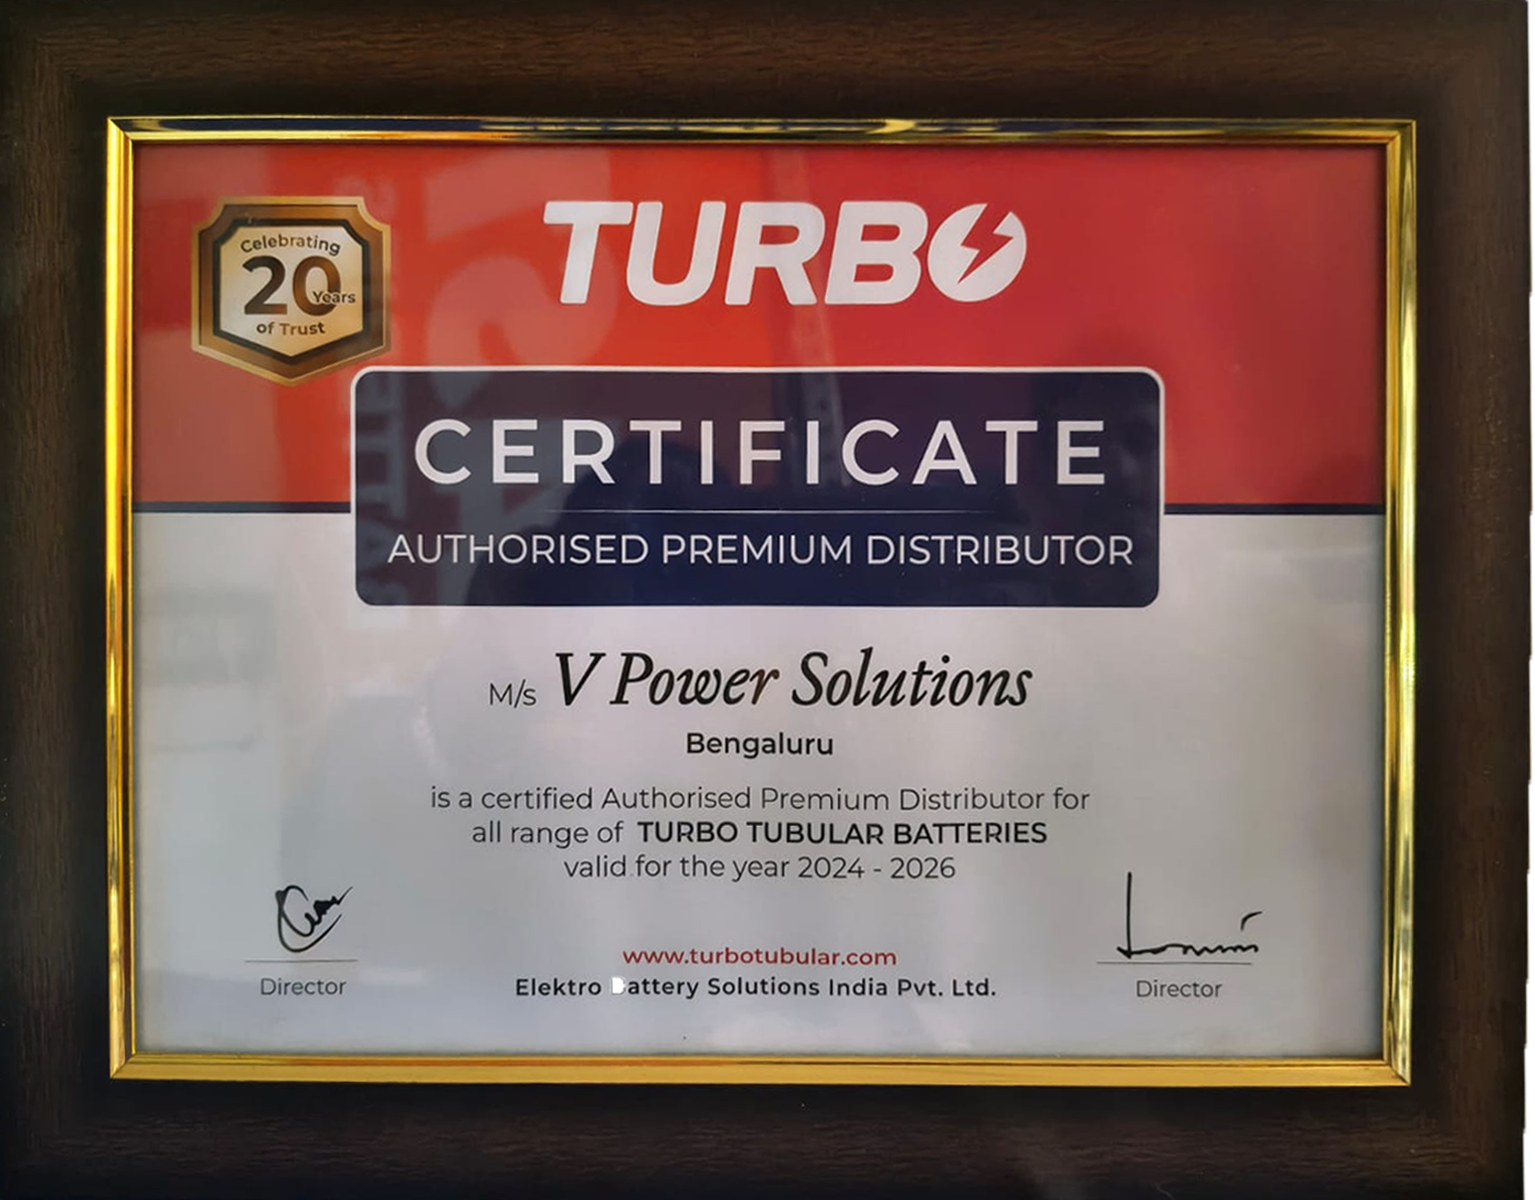 Celebrating
20
Years
of Trust
TURBO
CERTIFICATE
AUTHORISED PREMIUM DISTRIBUTOR
M/s V Power Solutions
Bengaluru
is a certified Authorised Premium Distributor for
all range of TURBO TUBULAR BATTERIES
valid for the year 2024 - 2026
www.turbotubular.com
Elektro Battery Solutions India Pvt. Ltd.
Director
Director